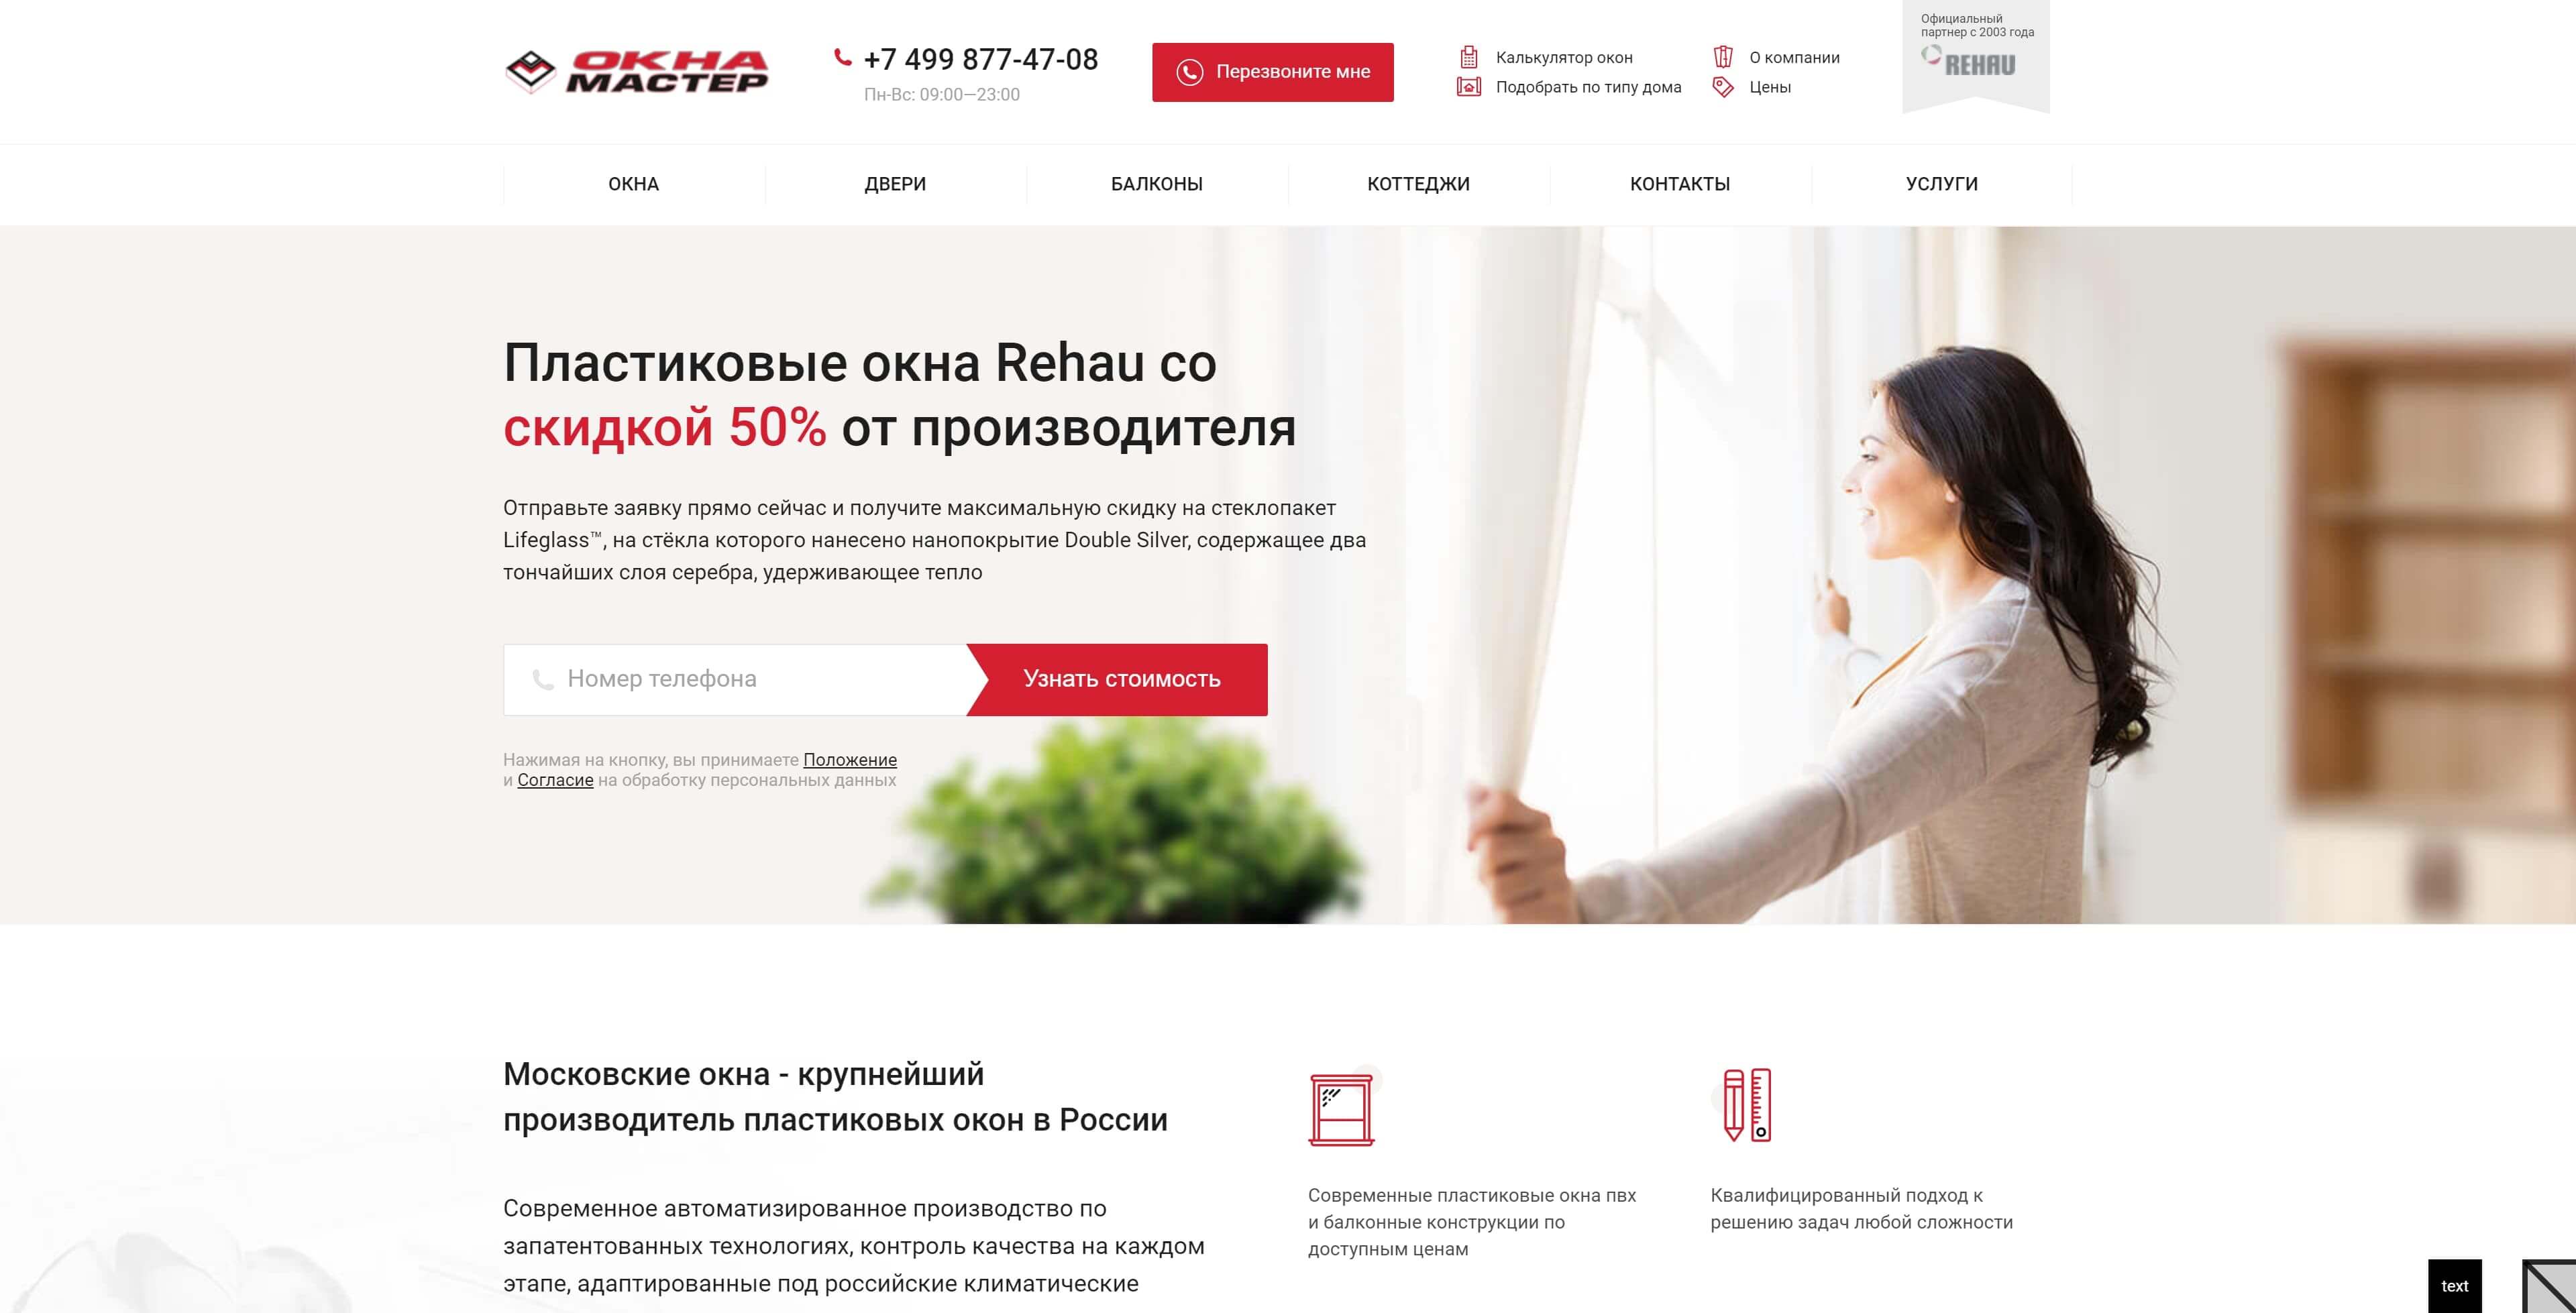 ОКНА
МАСТЕР
+7 499 877-47-08
Пн-Вс: 09:00—23:00
Перезвоните мне
Калькулятор окон
Подобрать по типу дома
О компании
Цены
Официальный
партнер с 2003 года
REHAU
ОКНА
ДВЕРИ
БАЛКОНЫ
КОТТЕДЖИ
КОНТАКТЫ
УСЛУГИ
Пластиковые окна Rehau со
скидкой 50% от производителя
Отправьте заявку прямо сейчас и получите максимальную скидку на стеклопакет
Lifeglass™, на стёкла которого нанесено нанопокрытие Double Silver, содержащее два
тончайших слоя серебра, удерживающее тепло
Номер телефона
Узнать стоимость
Нажимая на кнопку, вы принимаете Положение
и Согласие на обработку персональных данных
Московские окна - крупнейший
производитель пластиковых окон в России
Современное автоматизированное производство по
запатентованных технологиях, контроль качества на каждом
этапе, адаптированные под российские климатические
Современные пластиковые окна пвх
и балконные конструкции по
доступным ценам
Квалифицированный подход к
решению задач любой сложности
text